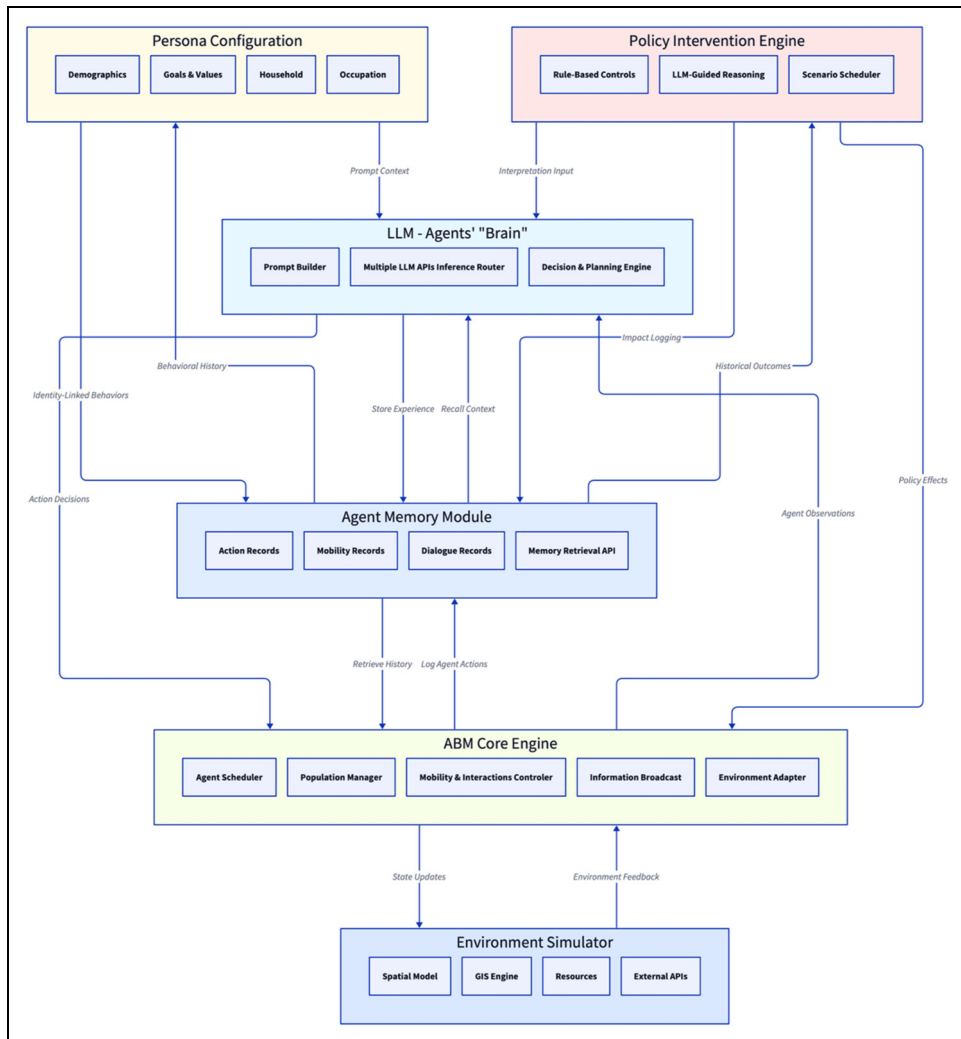 Persona Configuration
Demographics
Goals & Values
Household
Occupation
Policy Intervention Engine
Rule-Based Controls
LLM-Guided Reasoning
Scenario Scheduler
Prompt Context
Interpretation Input
LLM - Agents' "Brain"
Prompt Builder
Multiple LLM APIs Inference Router
Decision & Planning Engine
Impact Logging
Behavioral History
Historical Outcomes
Identity-Linked Behaviors
Store Experience
Recall Context
Policy Effects
Action Decisions
Agent Observations
Agent Memory Module
Action Records
Mobility Records
Dialogue Records
Memory Retrieval API
Retrieve History
Log Agent Actions
ABM Core Engine
Agent Scheduler
Population Manager
Mobility & Interactions Controler
Information Broadcast
Environment Adapter
State Updates
Environment Feedback
Environment Simulator
Spatial Model
GIS Engine
Resources
External APIs